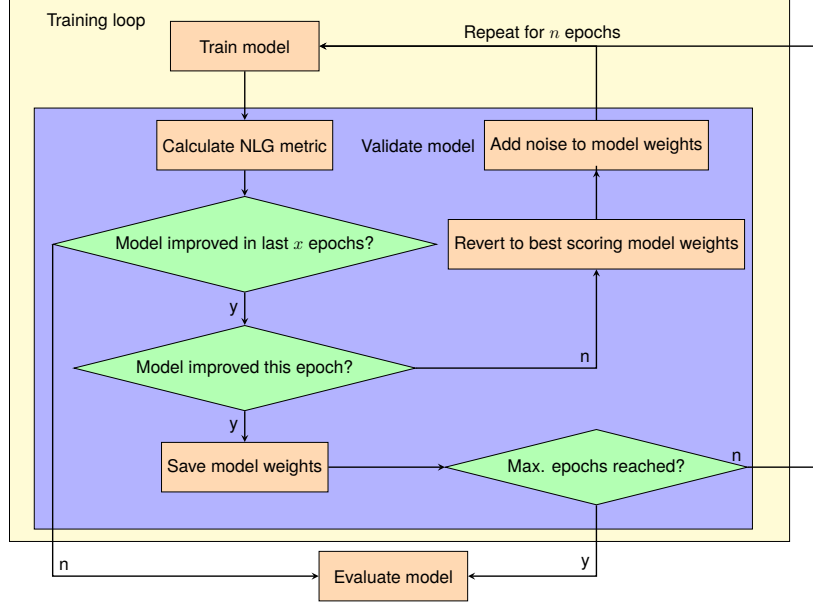 Training loop
Train model
Repeat for n epochs
Calculate NLG metric
Validate model
Add noise to model weights
Model improved in last x epochs?
Revert to best scoring model weights
y
Model improved this epoch?
n
y
Save model weights
Max. epochs reached?
n
n
y
Evaluate model